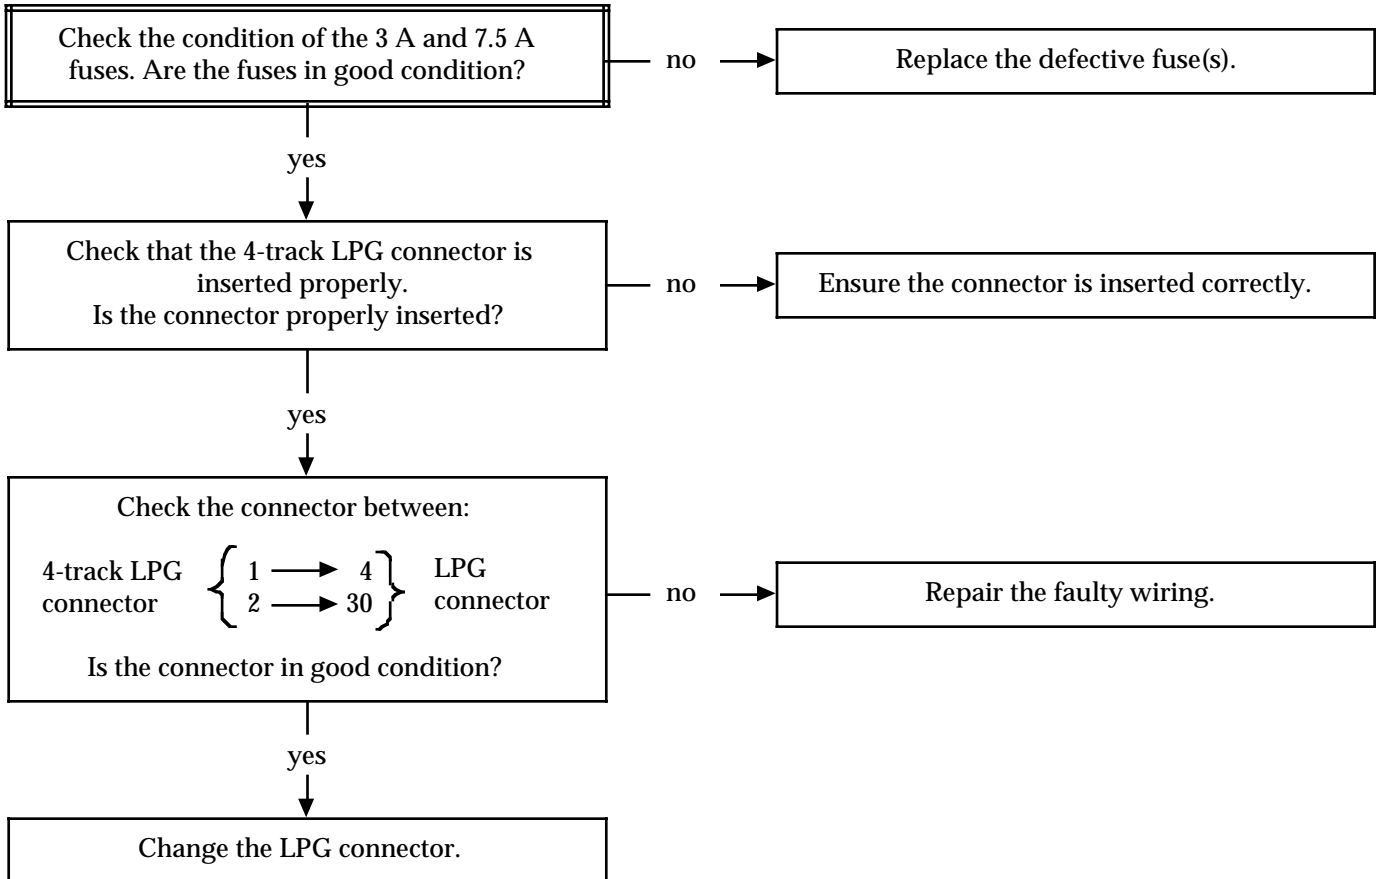 Check the condition of the 3 A and 7.5 A
fuses. Are the fuses in good condition?
no
Replace the defective fuse(s).
yes
Check that the 4-track LPG connector is
inserted properly.
Is the connector properly inserted?
no
Ensure the connector is inserted correctly.
yes
Check the connector between:
4-track LPG
connector
1 4
2 30
LPG
connector
Is the connector in good condition?
no
Repair the faulty wiring.
yes
Change the LPG connector.